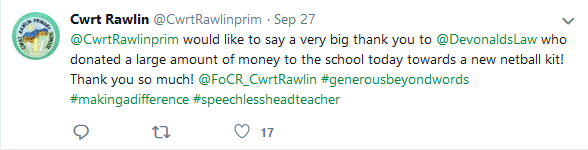 Cwrt Rawlin @CwrtRawlinprim · Sep 27
@CwrtRawlinprim would like to say a very big thank you to @DevonaldsLaw who
donated a large amount of money to the school today towards a new netball kit!
Thank you so much! @FoCR_CwrtRawlin #generousbeyondwords
#makingadifference #speechlessheadteacher
17